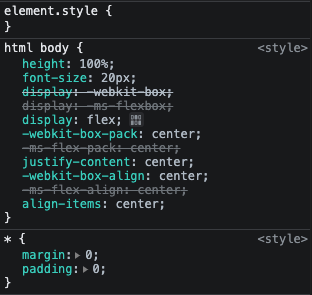 element.style {
}
html body { <style>
height: 100%;
font-size: 20px;
display: -webkit-box;
display: -ms-flexbox;
display: flex;
-webkit-box-pack: center;
-ms-flex-pack: center;
justify-content: center;
-webkit-box-align: center;
-ms-flex-align: center;
align-items: center;
}
* { <style>
margin: 0;
padding: 0;
}